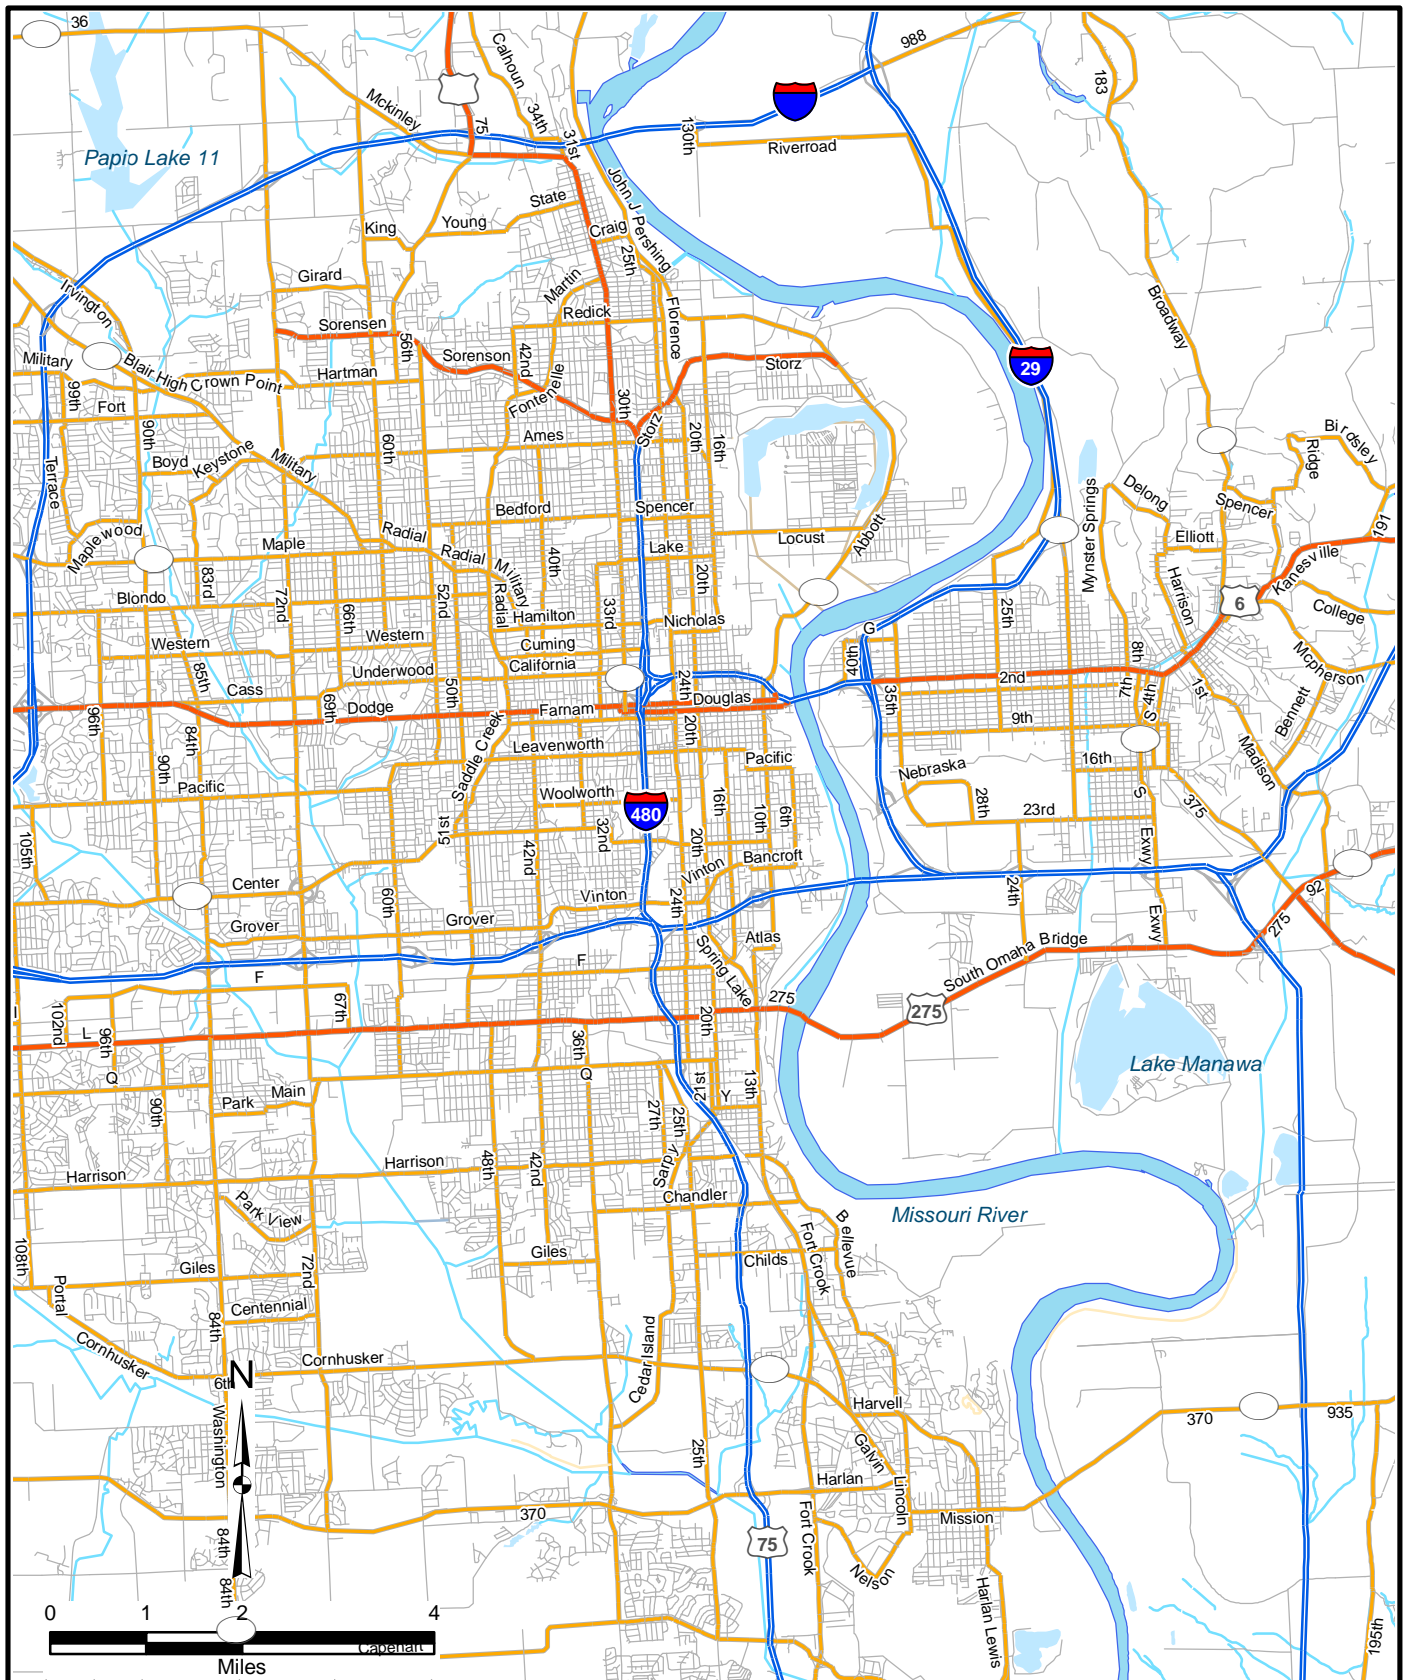 36
988
Calhoun
183
Mckinley
75
34th
31st
130th
Riverroad
Papio Lake 11
John J Pershing
State
King
Young
Craig
25th
Girard
Martin
Irvington
Redick
Florence
Broadway
Sorensen
56th
Sorenson
42nd
Storz
29
Military
Blair High
Crown Point
Hartman
99th
Fort
Fontenelle
30th
Storz
20th
16th
90th
60th
Ames
Birdsley
Ridge
Boyd
Keystone
Military
Terrace
Delong
Mynster Springs
Spencer
191
Bedford
Spencer
Maplewood
Maple
Radial
Radial
Military
Radial
40th
Lake
Locust
Abbott
Elliott
Kanesville
83rd
72nd
52nd
20th
Harrison
6
College
Blondo
66th
33rd
25th
Hamilton
Nicholas
G
Western
Western
Cuming
40th
8th
Mcpherson
Underwood
California
85th
Cass
50th
24th
2nd
7th
1st
69th
Dodge
Farnam
Douglas
35th
S 4th
Bennett
96th
20th
9th
84th
Saddle Creek
Leavenworth
Madison
90th
Pacific
Pacific
Nebraska
16th
Woolworth
16th
28th
S
375
480
10th
6th
23rd
51st
32nd
105th
42nd
20th
Exwy
Bancroft
Vinton
Center
60th
Vinton
24th
24th
92
Grover
Grover
Exwy
275
Atlas
Spring Lake
South Omaha Bridge
F
F
67th
275
275
I
102nd
L
96th
20th
36th
Lake Manawa
Q
Q
21st
13th
Main
Park
Y
90th
27th
25th
Harrison
Harrison
48th
42nd
Sarpy
Chandler
Park View
Missouri River
Bellevue
Fort Crook
108th
Giles
72nd
Giles
Childs
Portal
Centennial
84th
Cornhusker
Cornhusker
Cedar Island
N
6th
Harvell
370
935
Washington
Galvin
25th
Harlan
Lincoln
370
Fort Crook
Mission
84th
75
Nelson
84th
Harlan Lewis
195th
0 1 2 4
Capehart
Miles